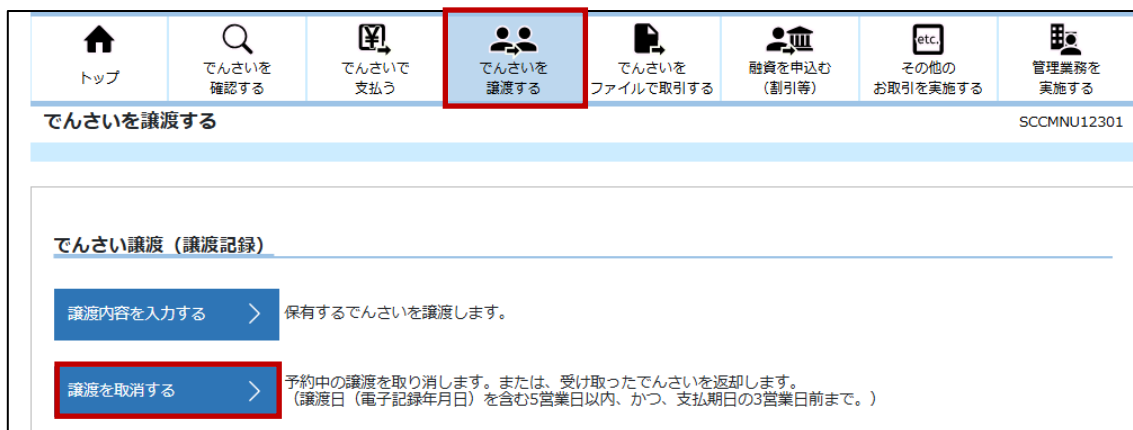 トップ
でんさいを
確認する
でんさいで
支払う
でんさいを
譲渡する
でんさいを
ファイルで取引する
融資を申込む
(割引等)
etc.
その他の
お取引を実施する
管理業務を
実施する
でんさいを譲渡する SCCMNU12301
でんさい譲渡(譲渡記録)
譲渡内容を入力する 保有するでんさいを譲渡します。
譲渡を取消する 予約中の譲渡を取り消します。または、受け取ったでんさいを返却します。
(譲渡日(電子記録年月日)を含む5営業日以内、かつ、支払期日の3営業日前まで。)